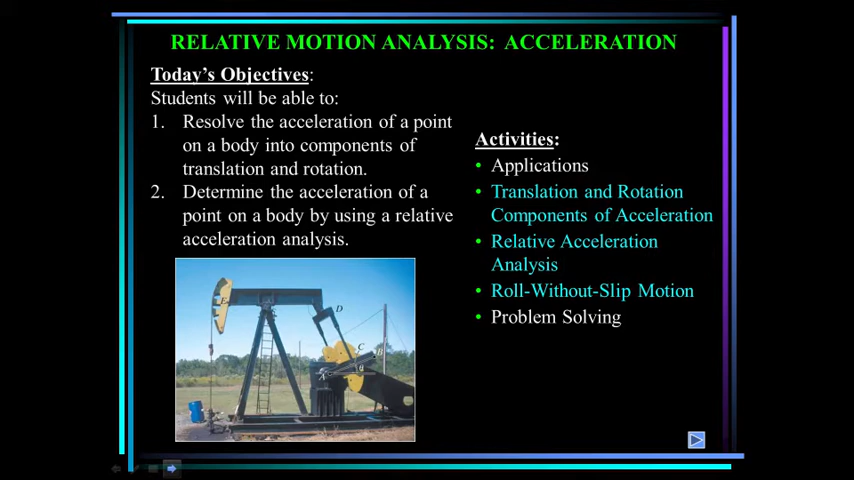 RELATIVE MOTION ANALYSIS: ACCELERATION
Today's Objectives:
Students will be able to:
1. Resolve the acceleration of a point
on a body into components of
translation and rotation.
2. Determine the acceleration of a
point on a body by using a relative
acceleration analysis.
Activities:
• Applications
• Translation and Rotation
Components of Acceleration
• Relative Acceleration
Analysis
• Roll-Without-Slip Motion
• Problem Solving
E
D
C
B
A